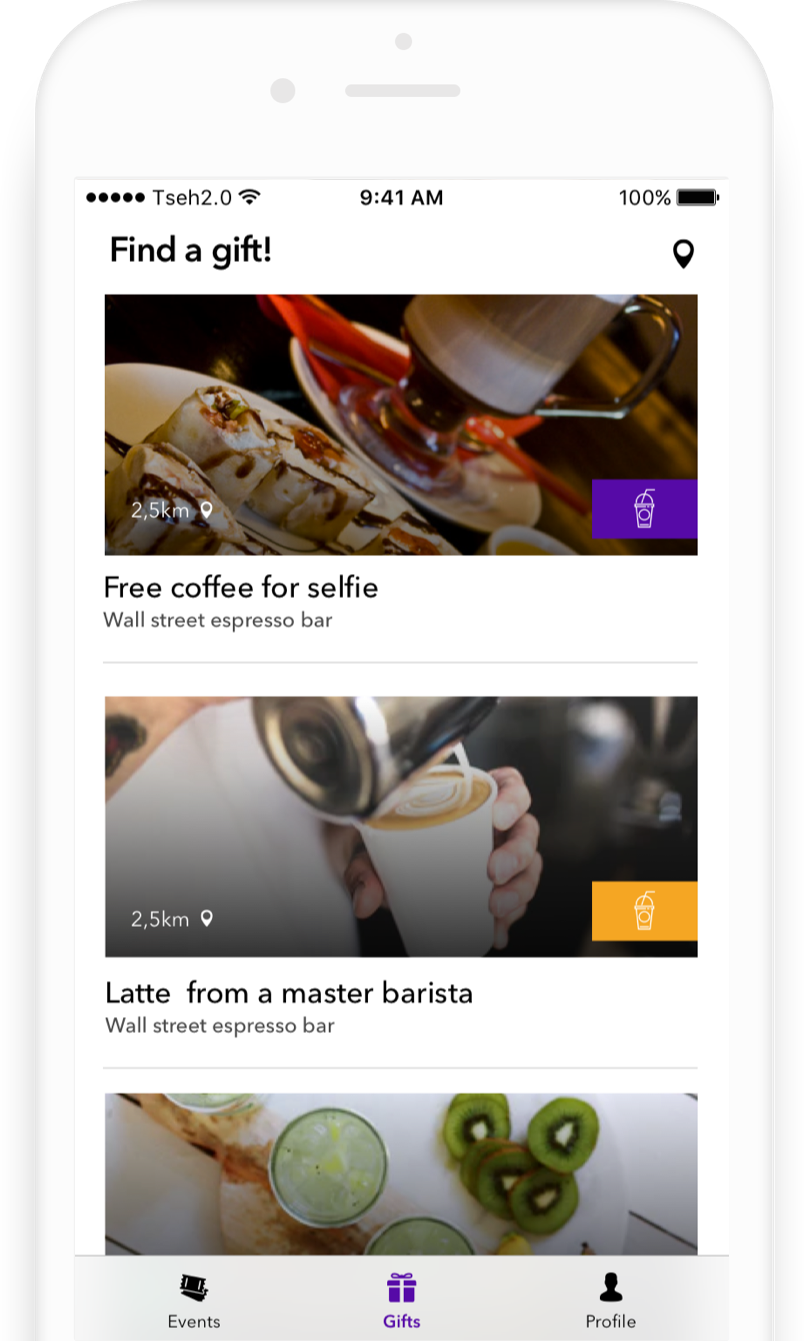 Tseh2.0 9:41 AM 100%
Find a gift!
2,5km
Free coffee for selfie
Wall street espresso bar
2,5km
Latte  from a master barista
Wall street espresso bar
Events Gifts Profile